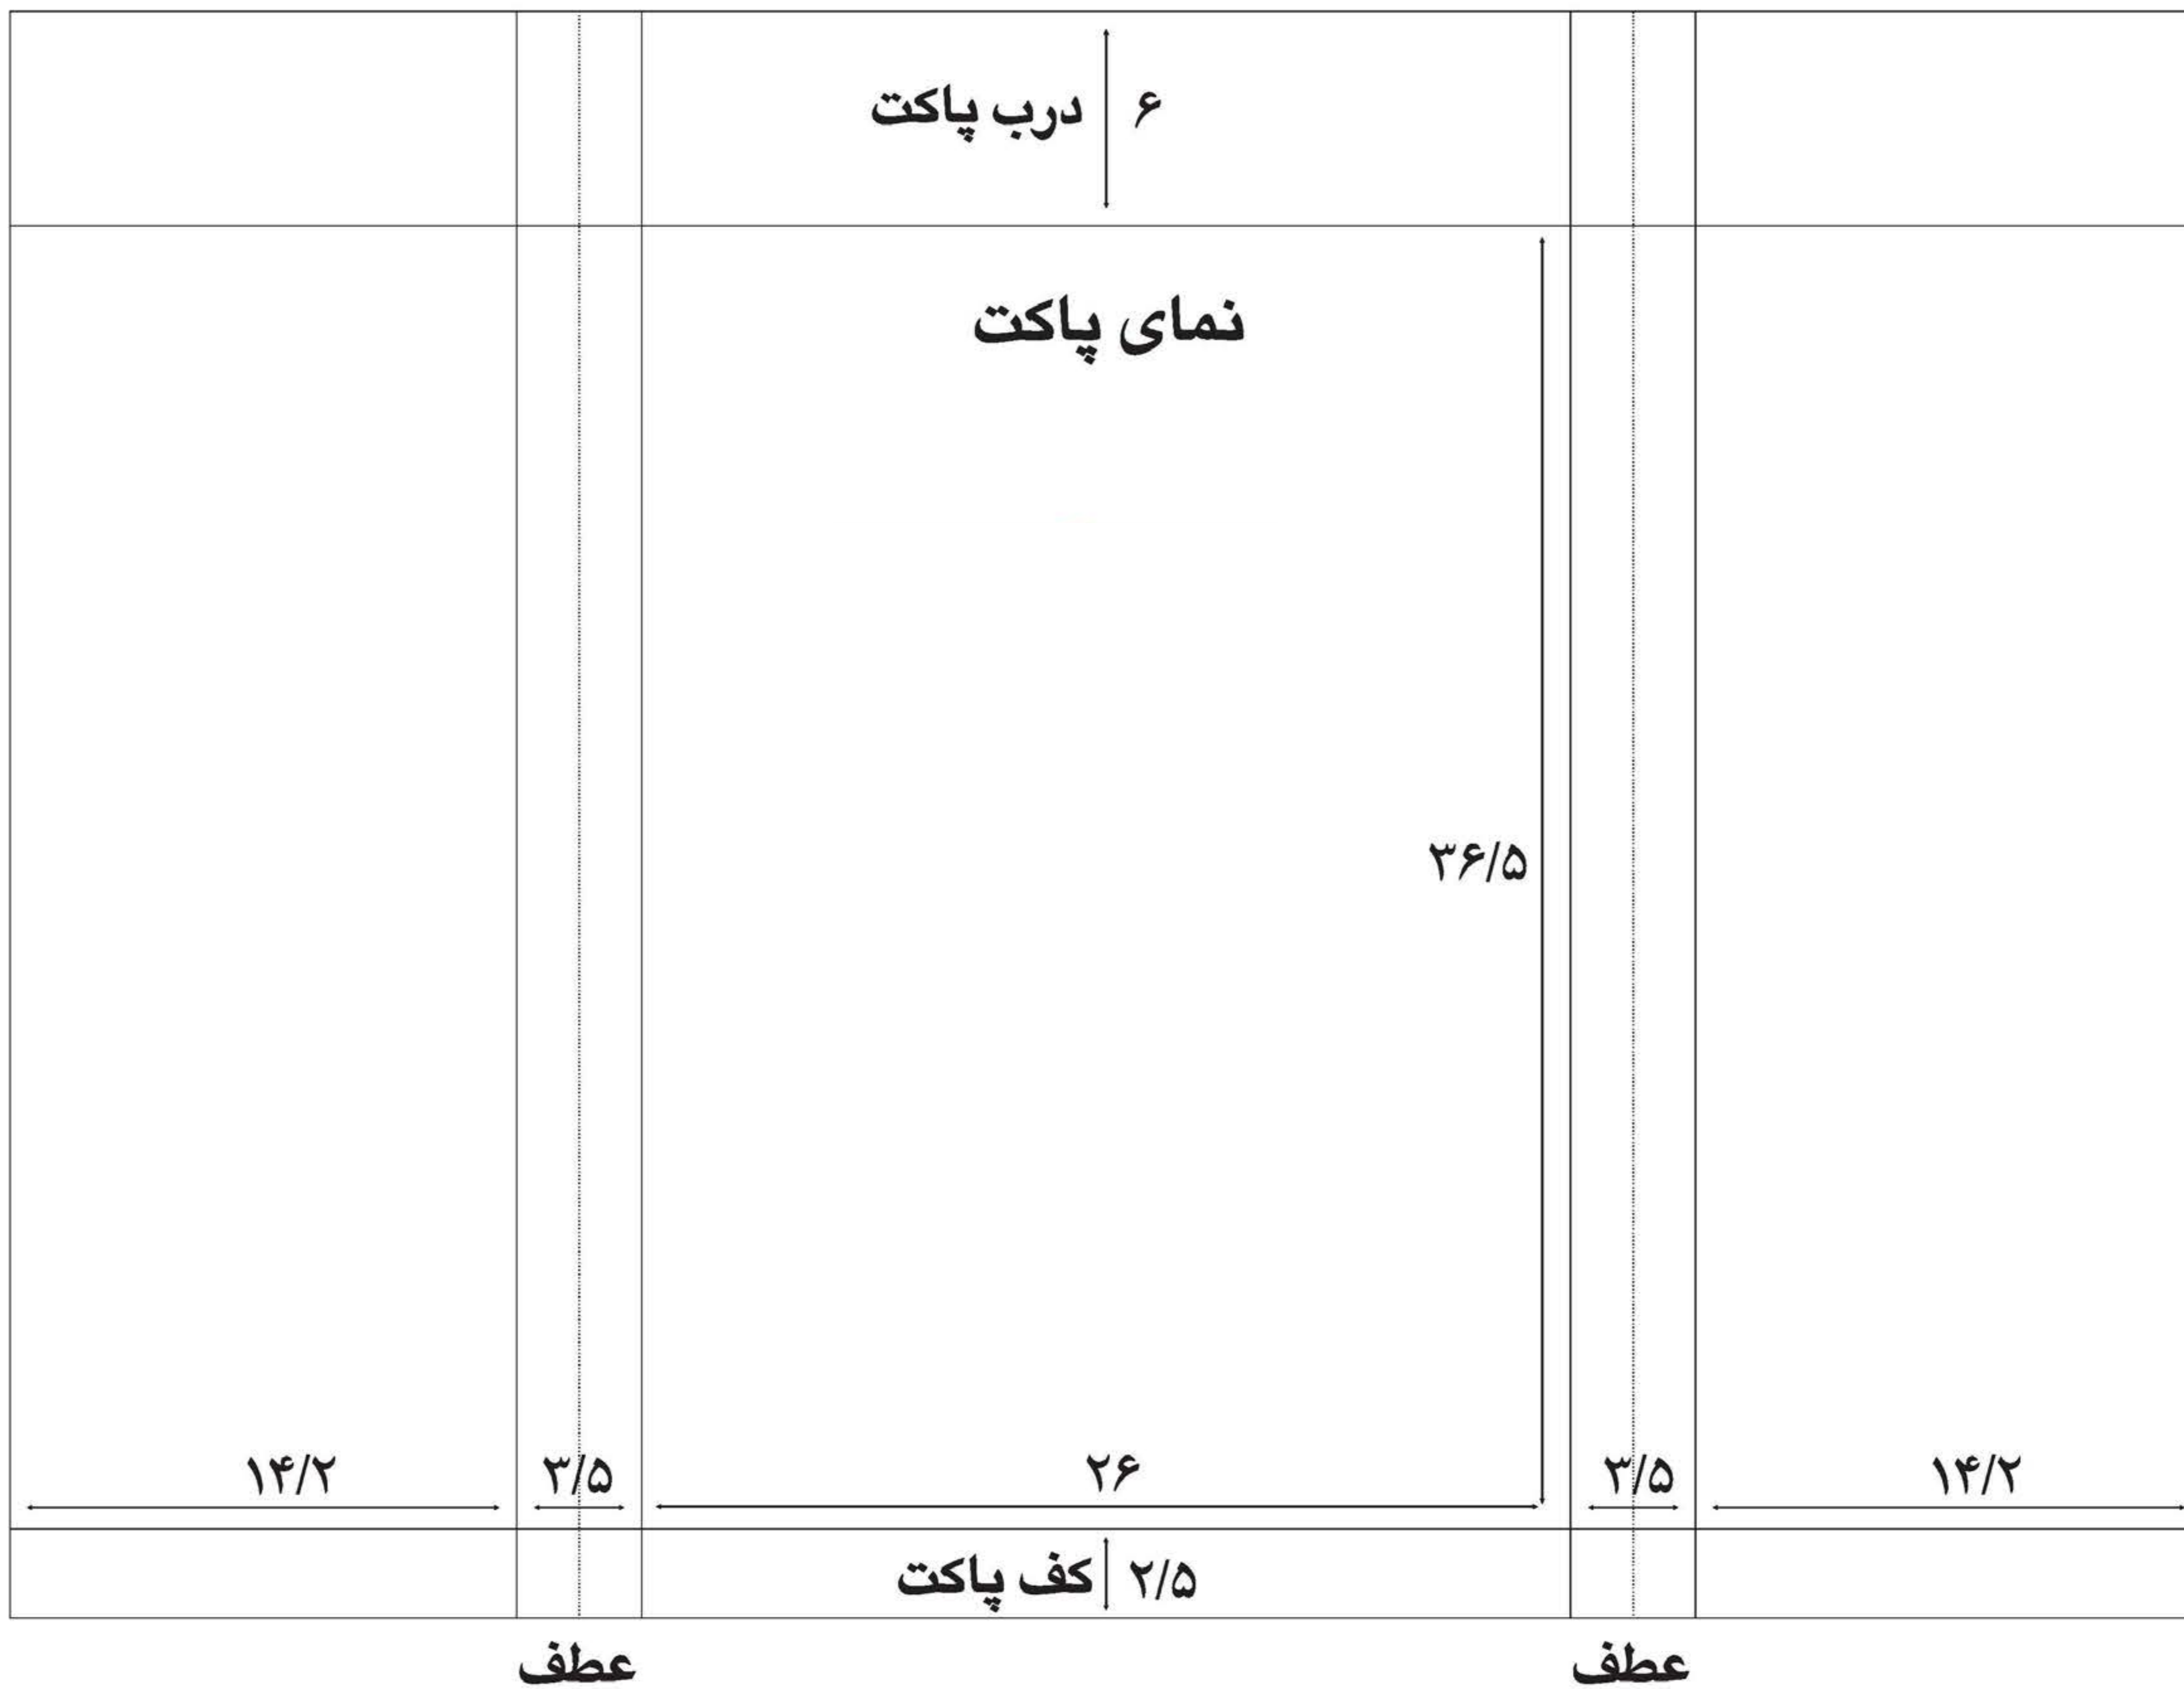 درب پاکت ۶
نمای پاکت
۳۶/۵
۱۴/۲ ۳/۵ ۲۶ ۳/۵ ۱۴/۲
کف پاکت ۲/۵
عطف عطف